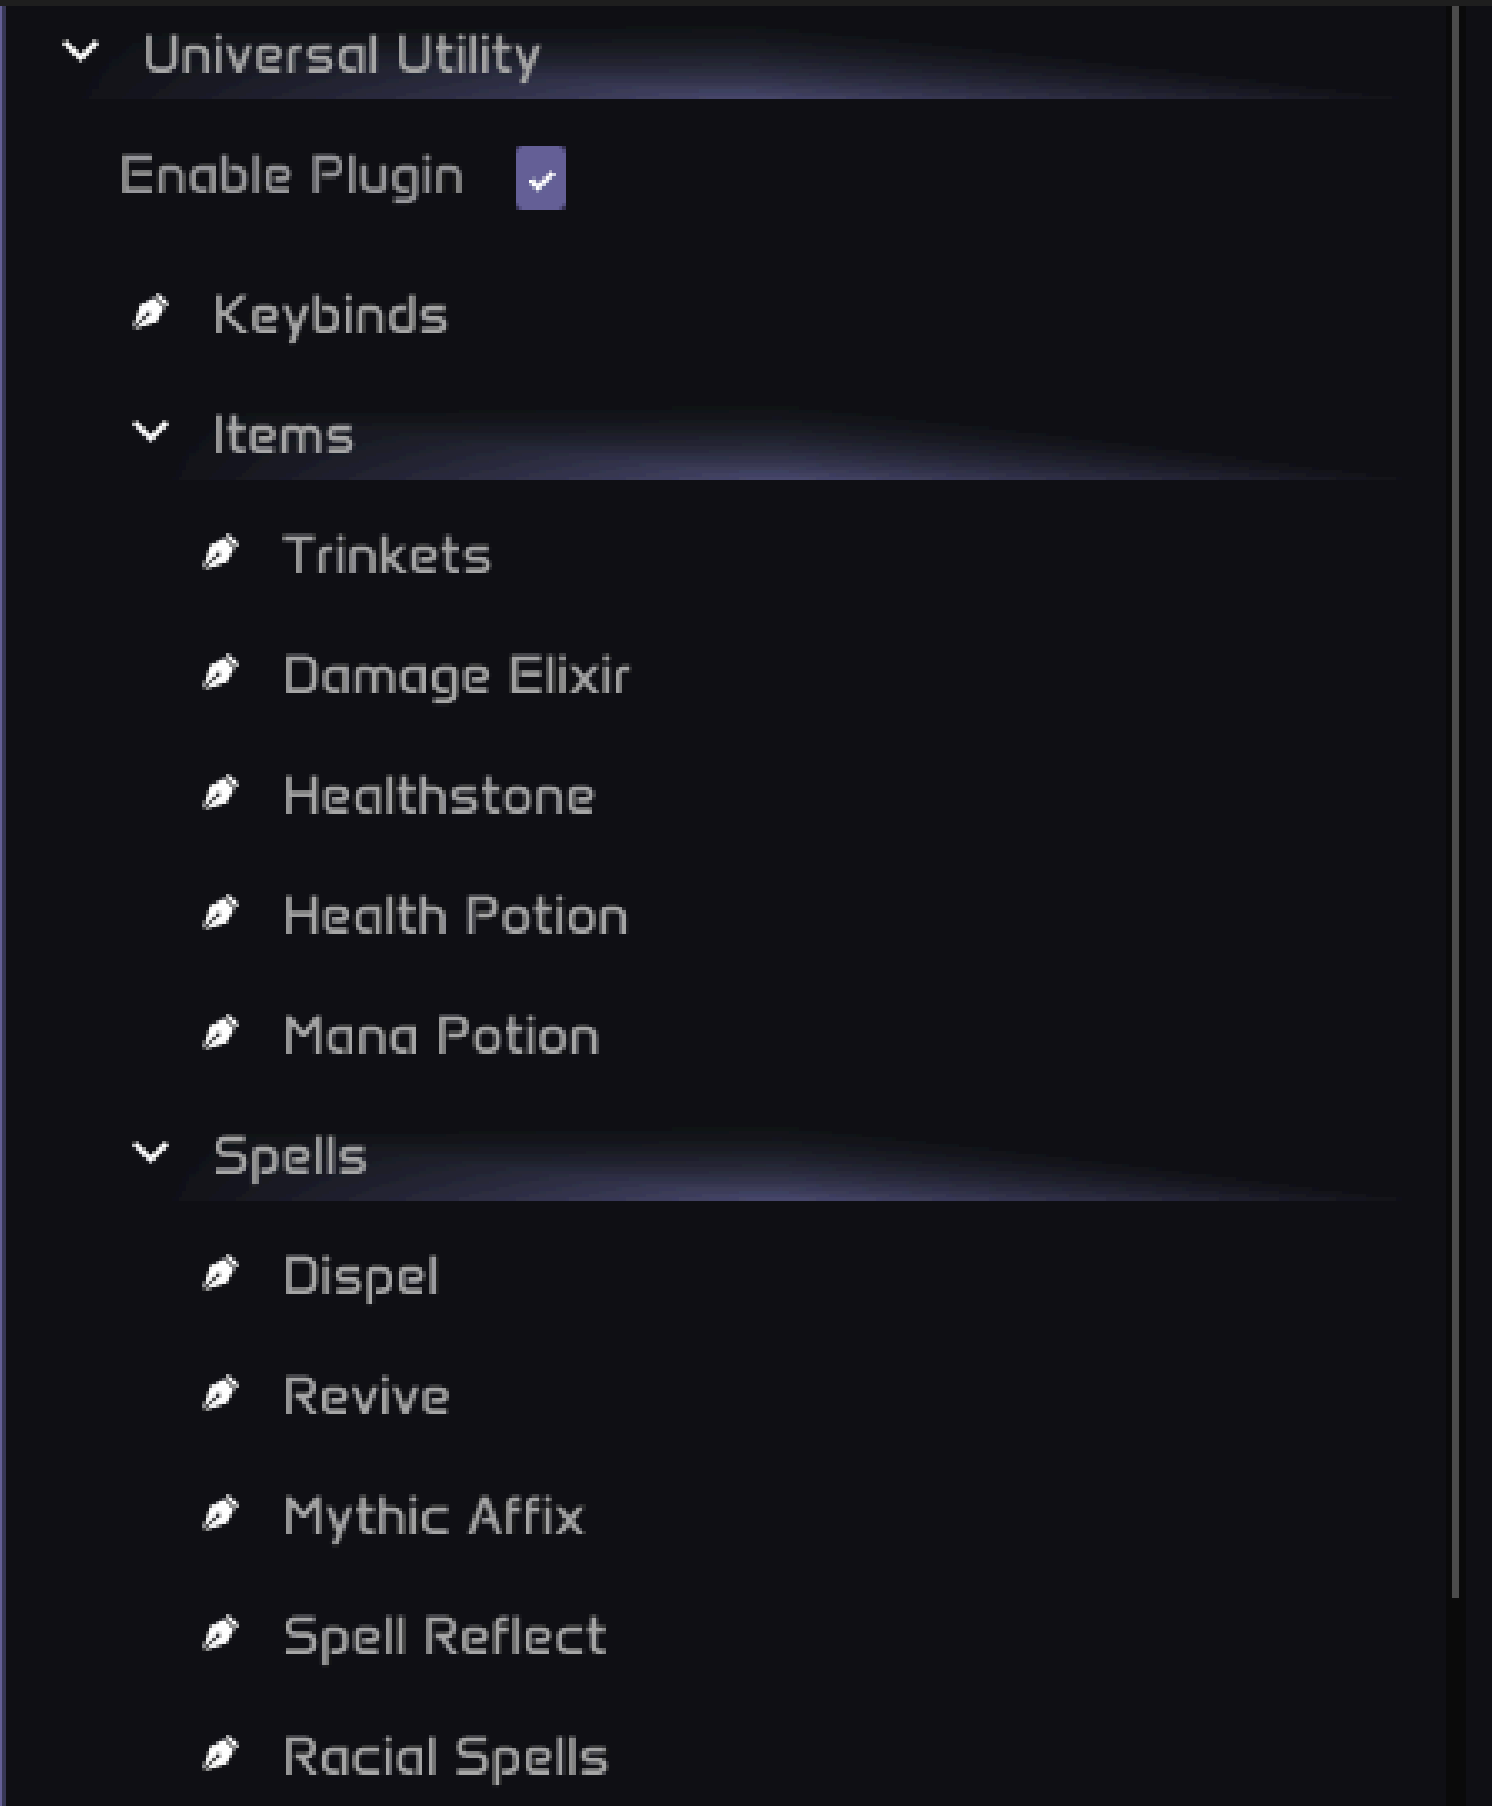 Universal Utility
Enable Plugin
Keybinds
Items
Trinkets
Damage Elixir
Healthstone
Health Potion
Mana Potion
Spells
Dispel
Revive
Mythic Affix
Spell Reflect
Racial Spells